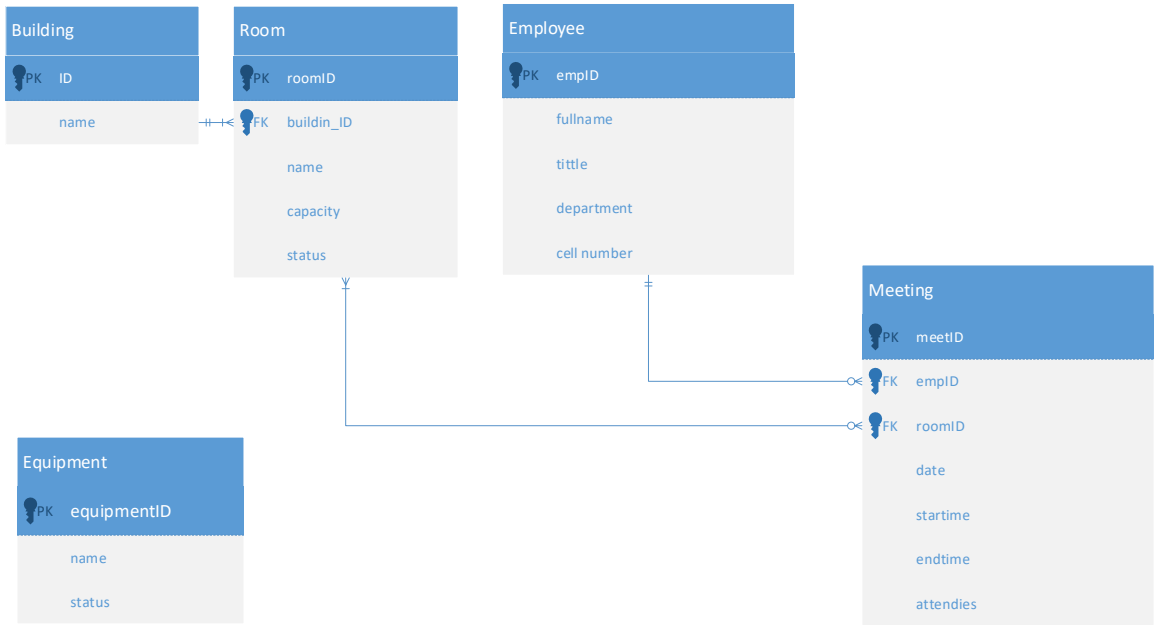 Building
PK ID
name
Room
PK roomID
FK buildin_ID
name
capacity
status
Employee
PK empID
fullname
tittle
department
cell number
Meeting
PK meetID
FK empID
FK roomID
date
startime
endtime
attendies
Equipment
PK equipmentID
name
status